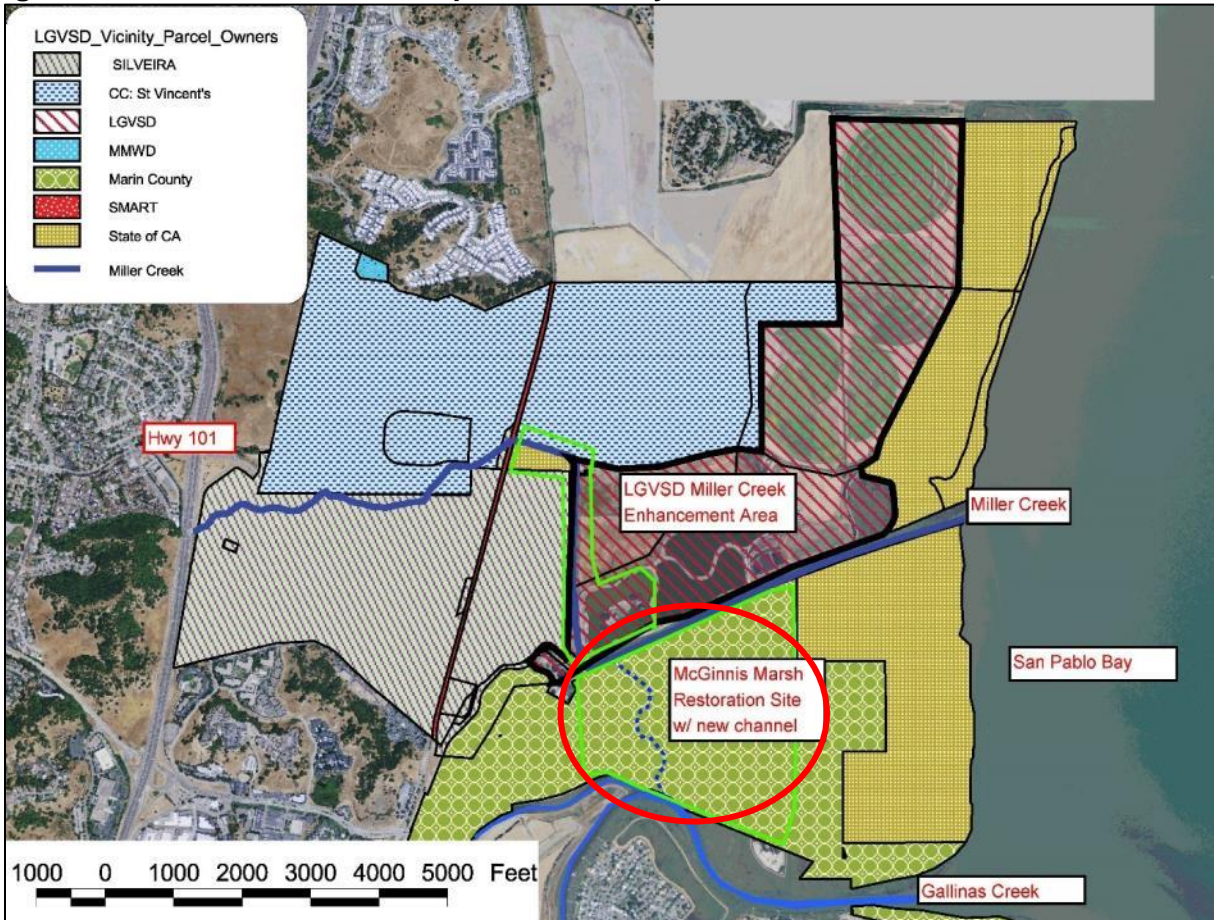 LGVSD_Vicinity_Parcel_Owners
SILVEIRA
CC: St Vincent's
LGVSD
MMWD
Marin County
SMART
State of CA
Miller Creek
Hwy 101
LGVSD Miller Creek
Enhancement Area
Miller Creek
McGinnis Marsh
Restoration Site
w/ new channel
San Pablo Bay
Gallinas Creek
1000 0 1000 2000 3000 4000 5000 Feet